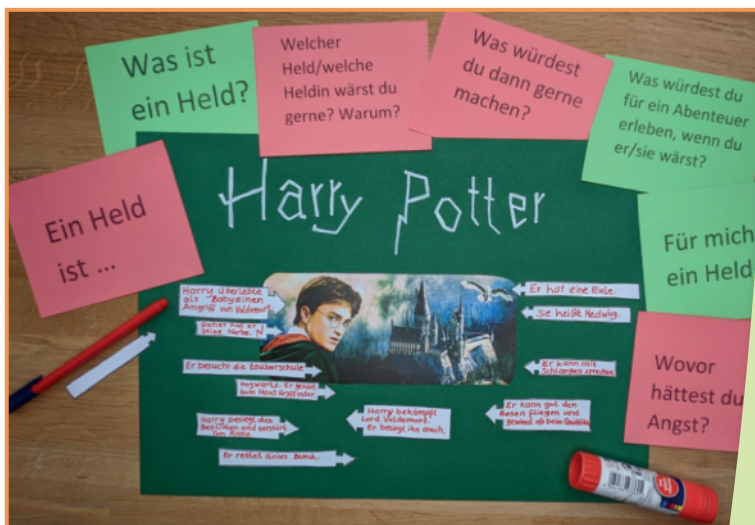 Was ist
ein Held?
Welcher
Held/welche
Heldin wärst du
gerne? Warum?
Was würdest
du dann gerne
machen?
Was würdest du
für ein Abenteuer
erleben, wenn du
er/sie wärst?
Ein Held
ist ...
Für mich
ein Held
Wovor
hättest du
Angst?
Harry Potter
Harry überlebte
als Baby einen
Angriff von Voldemort.
Daher hat er
seine Narbe.
Er besucht die Zauberschule
Hogwarts. Er gehört
zum Haus Gryffindor
Harry besiegt den
Basilisken und zerstört
Tom Riddle
Harry bekämpft
Lord Voldemort.
Er besiegt ihn auch.
Er rettet Sirius Black.
Er hat eine Eule.
Sie heißt Hedwig.
Er kann mit
Schlangen sprechen
Er kann gut den
Besen fliegen und
gewinnt oft beim Quidditch